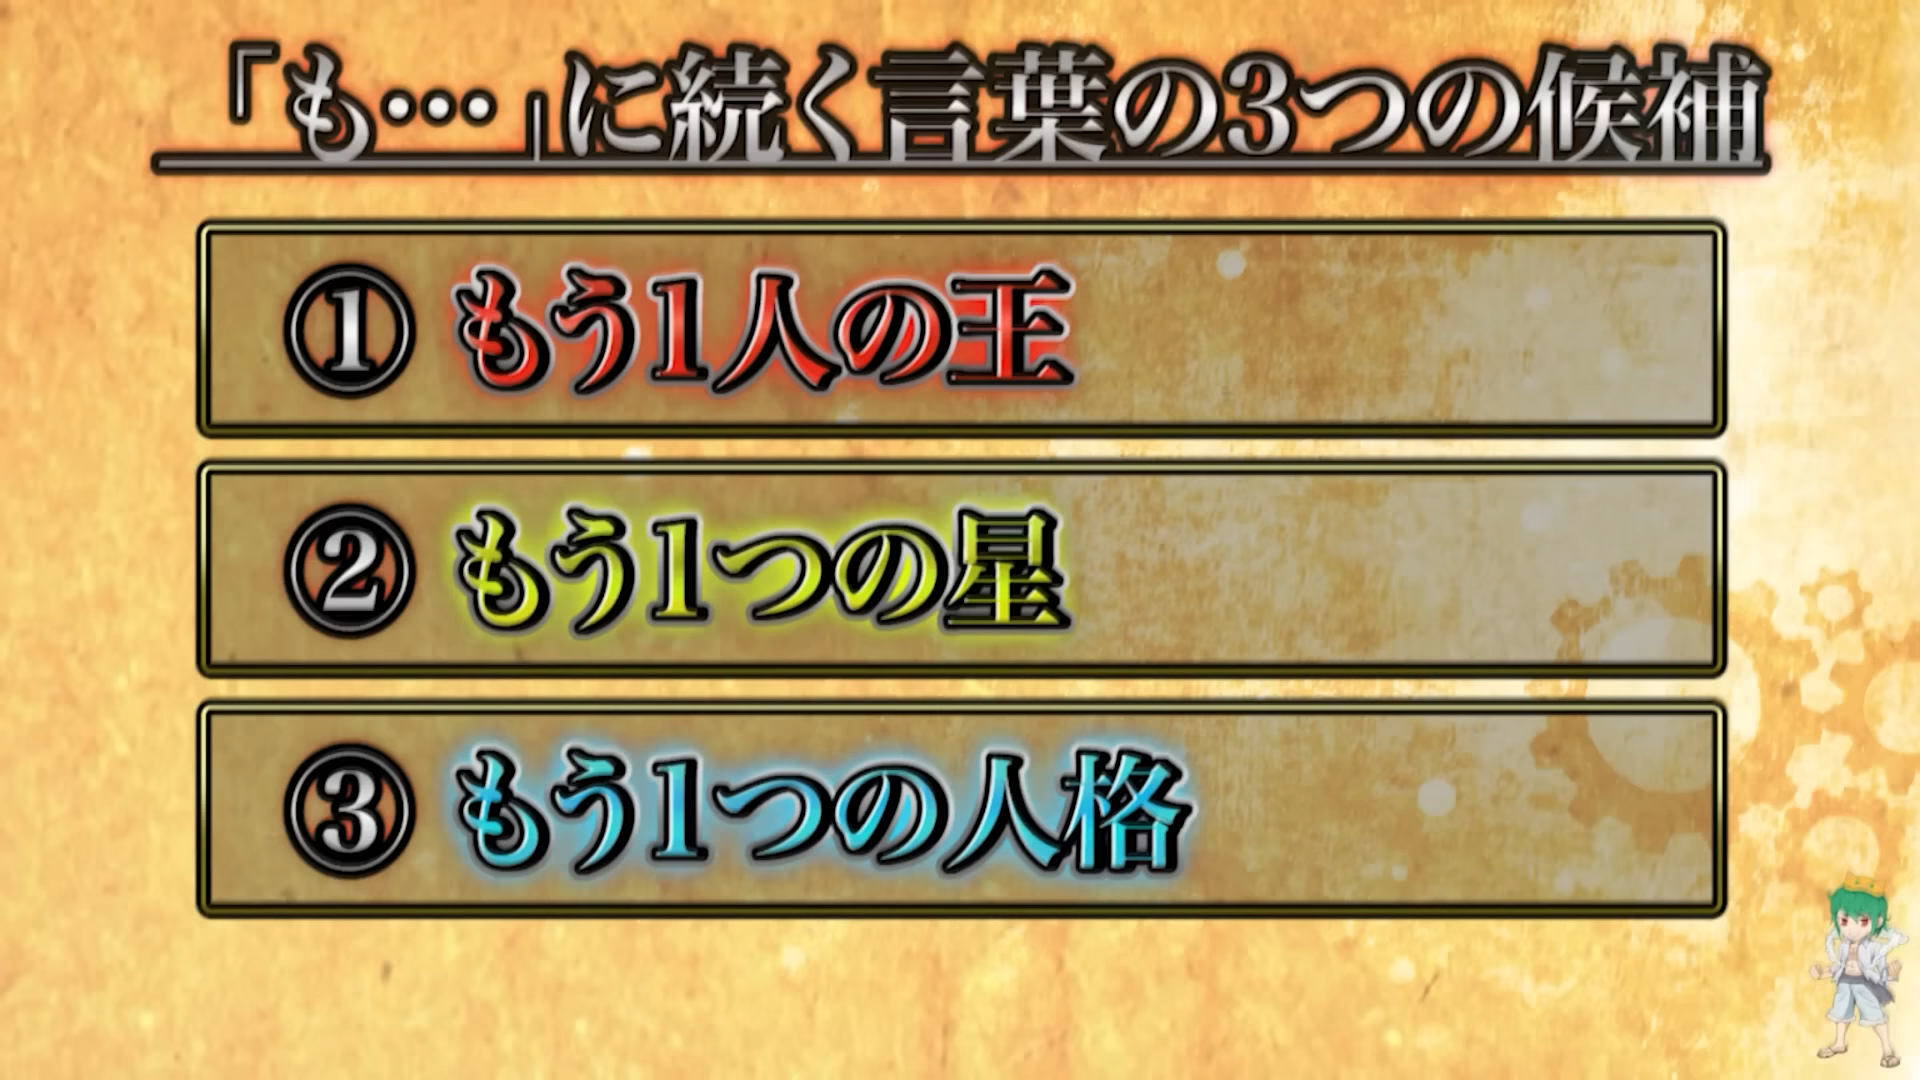 「も…」に続く言葉の3つの候補
① もう1人の王
② もう1つの星
③ もう1つの人格